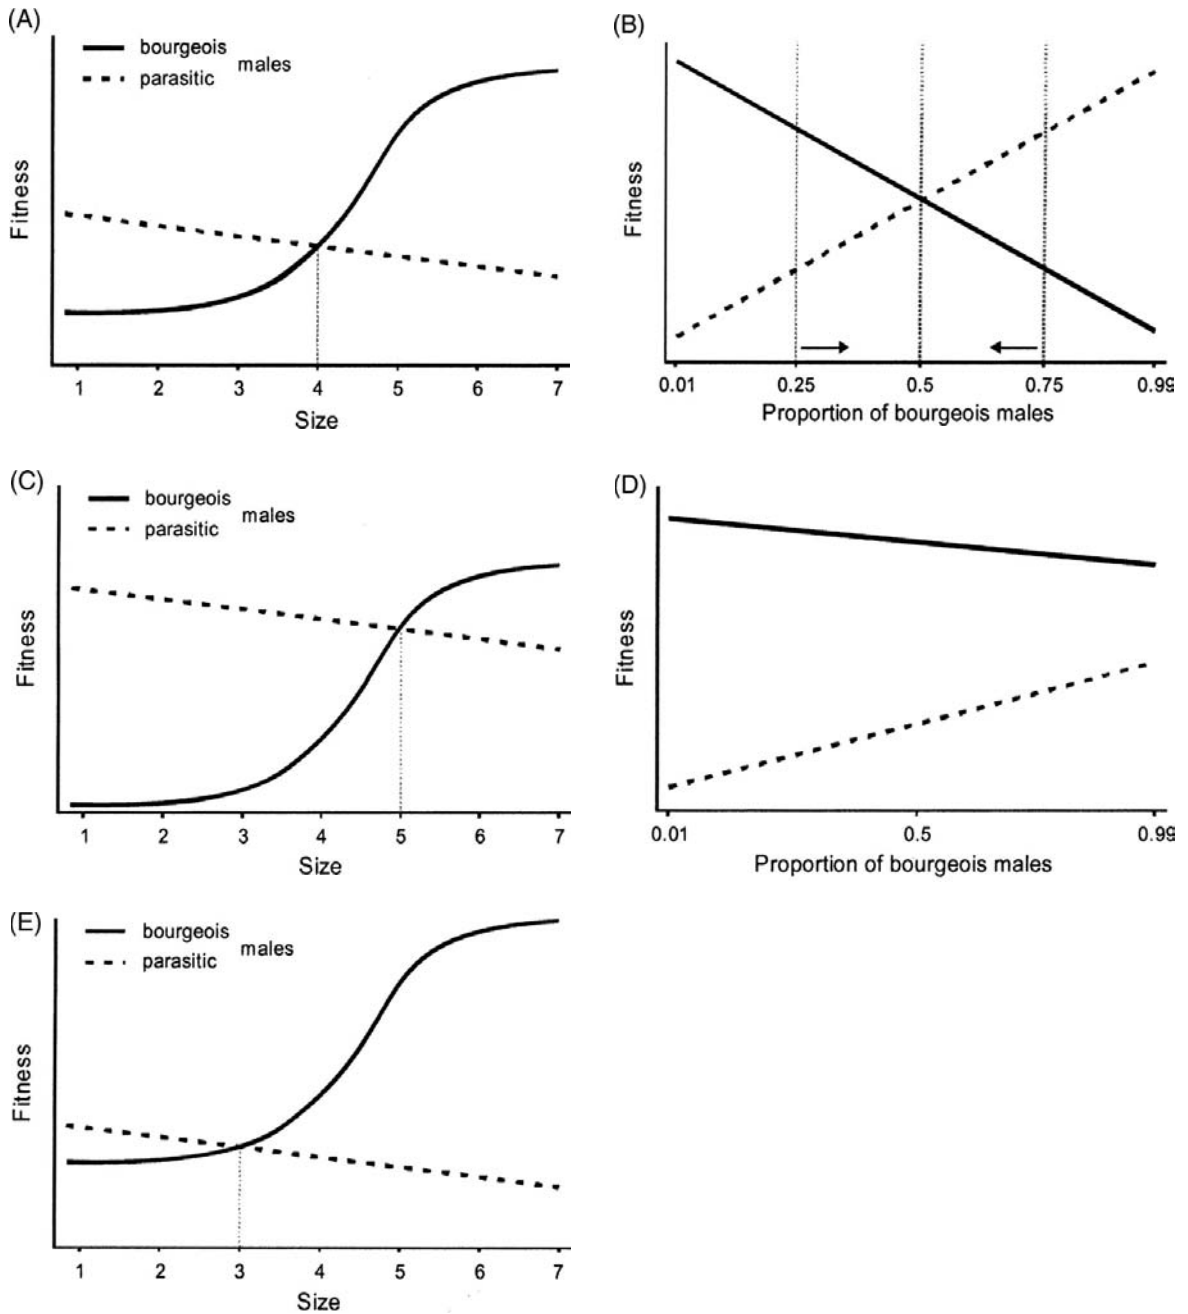 (A)
bourgeois
males
parasitic
Fitness
1 2 3 4 5 6 7
Size
(B)
Fitness
0.01 0.25 0.5 0.75 0.99
Proportion of bourgeois males
(C)
bourgeois
males
parasitic
Fitness
1 2 3 4 5 6 7
Size
(D)
Fitness
0.01 0.5 0.99
Proportion of bourgeois males
(E)
bourgeois
males
parasitic
Fitness
1 2 3 4 5 6 7
Size